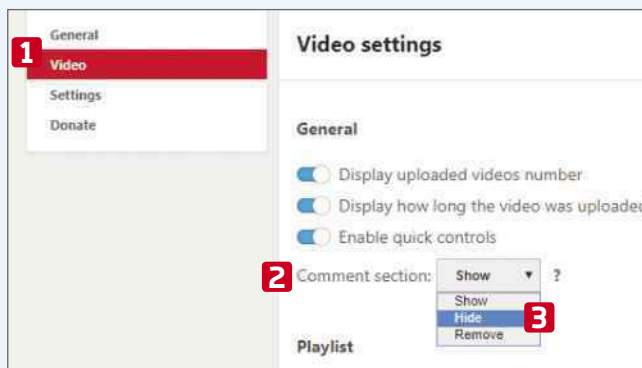 General
1
Video
Settings
Donate
Video settings
General
Display uploaded videos number
Display how long the video was uploaded
Enable quick controls
2 Comment section: Show ▼ ?
Show
Hide 3
Remove
Playlist